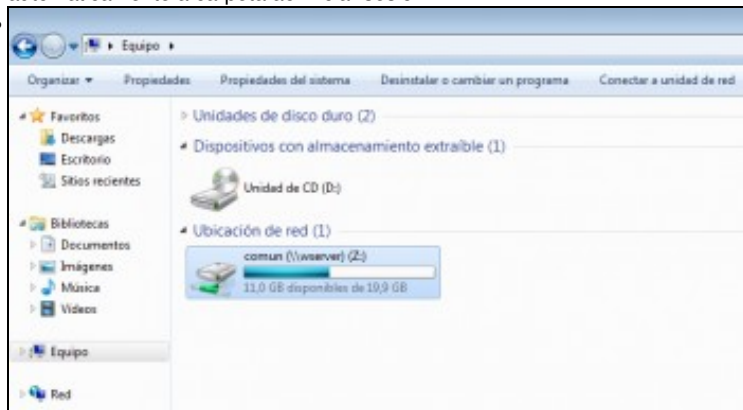 Equipo
Organizar Propiedades Propiedades del sistema Desinstalar o cambiar un programa Conectar a unidad de red
Favoritos
Descargas
Escritorio
Sitios recientes
Bibliotecas
Documentos
Imágenes
Música
Vídeos
Equipo
Red
Unidades de disco duro (2)
Dispositivos con almacenamiento extraíble (1)
Unidad de CD (D:)
Ubicación de red (1)
comun (\\wserver) (Z:)
11,0 GB disponibles de 19,9 GB